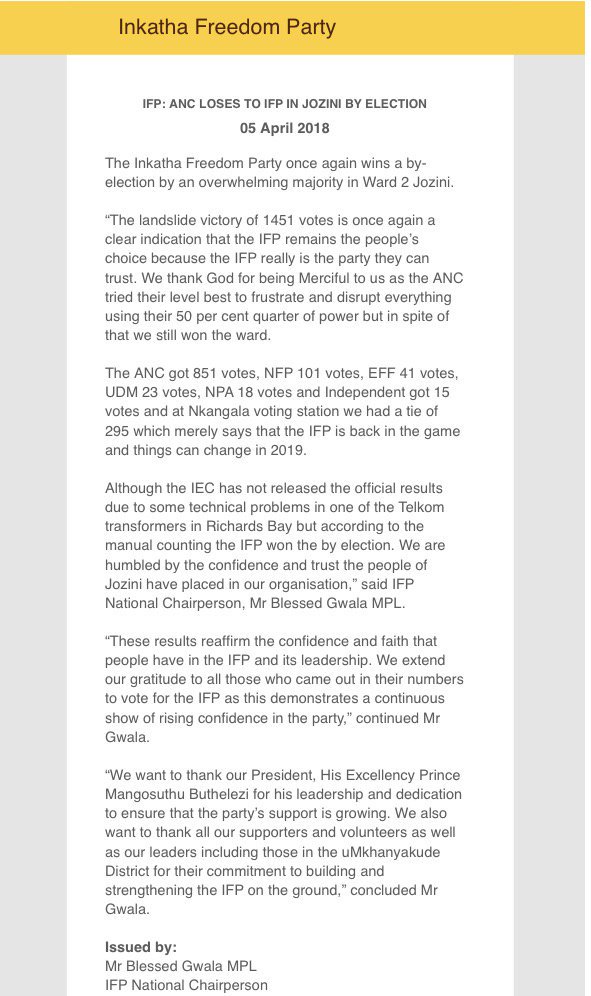 Inkatha Freedom Party
IFP: ANC LOSES TO IFP IN JOZINI BY ELECTION
05 April 2018
The Inkatha Freedom Party once again wins a by-
election by an overwhelming majority in Ward 2 Jozini.
“The landslide victory of 1451 votes is once again a
clear indication that the IFP remains the people’s
choice because the IFP really is the party they can
trust. We thank God for being Merciful to us as the ANC
tried their level best to frustrate and disrupt everything
using their 50 per cent quarter of power but in spite of
that we still won the ward.
The ANC got 851 votes, NFP 101 votes, EFF 41 votes,
UDM 23 votes, NPA 18 votes and Independent got 15
votes and at Nkangala voting station we had a tie of
295 which merely says that the IFP is back in the game
and things can change in 2019.
Although the IEC has not released the official results
due to some technical problems in one of the Telkom
transformers in Richards Bay but according to the
manual counting the IFP won the by election. We are
humbled by the confidence and trust the people of
Jozini have placed in our organisation,” said IFP
National Chairperson, Mr Blessed Gwala MPL.
“These results reaffirm the confidence and faith that
people have in the IFP and its leadership. We extend
our gratitude to all those who came out in their numbers
to vote for the IFP as this demonstrates a continuous
show of rising confidence in the party,” continued Mr
Gwala.
“We want to thank our President, His Excellency Prince
Mangosuthu Buthelezi for his leadership and dedication
to ensure that the party’s support is growing. We also
want to thank all our supporters and volunteers as well
as our leaders including those in the uMkhanyakude
District for their commitment to building and
strengthening the IFP on the ground,” concluded Mr
Gwala.
Issued by:
Mr Blessed Gwala MPL
IFP National Chairperson